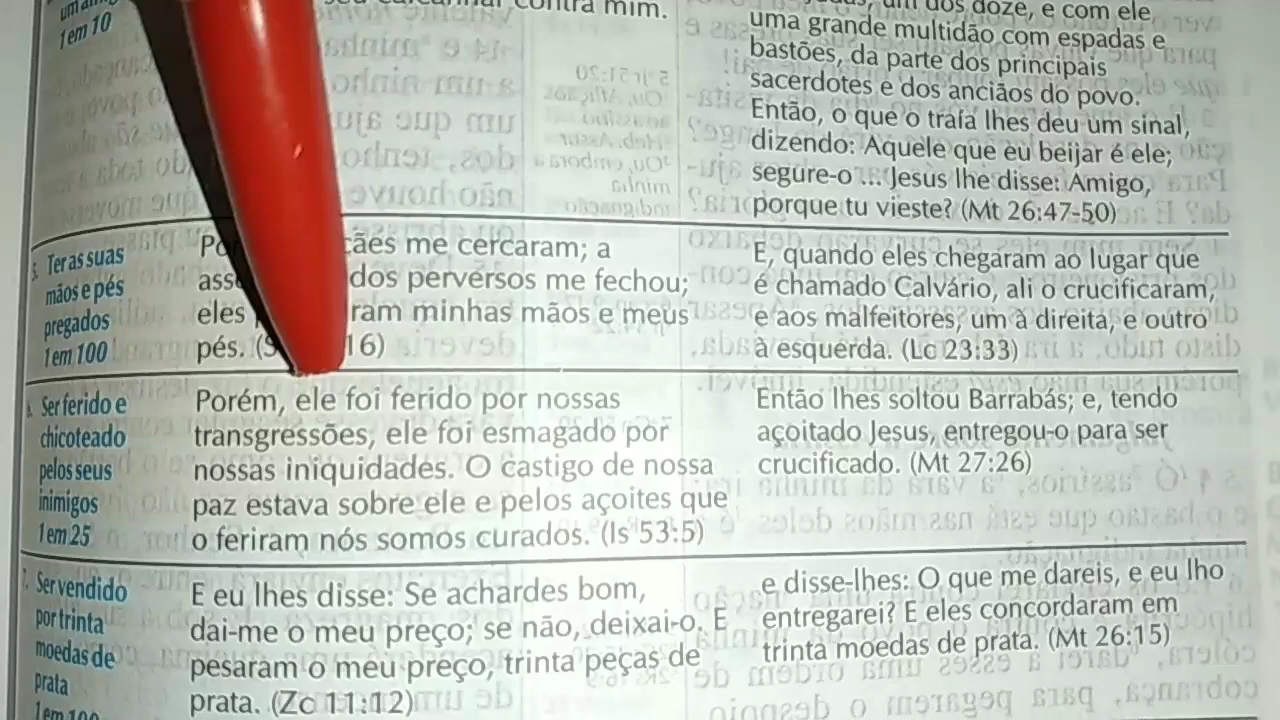 1 em 10
contra mim.
dos doze, e com ele
uma grande multidão com espadas e
bastões, da parte dos principais
sacerdotes e dos anciãos do povo.
Então, o que o traía lhes deu um sinal,
dizendo: Aquele que eu beijar é ele;
segure-o ... Jesus lhe disse: Amigo,
porque tu vieste? (Mt 26:47-50)
5. Ter as suas
mãos e pés
pregados
1 em 100
cães me cercaram; a
dos perversos me fechou;
eles minhas mãos e meus
pés. 16)
E, quando eles chegaram ao lugar que
é chamado Calvário, ali o crucificaram,
e aos malfeitores, um à direita, e outro
à esquerda. (Lc 23:33)
Ser ferido e
chicoteado
pelos seus
inimigos
1 em 25
Porém, ele foi ferido por nossas
transgressões, ele foi esmagado por
nossas iniquidades. O castigo de nossa
paz estava sobre ele e pelos açoites que
o feriram nós somos curados. (Is 53:5)
Então lhes soltou Barrabás; e, tendo
açoitado Jesus, entregou-o para ser
crucificado. (Mt 27:26)
7. Ser vendido
por trinta
moedas de
prata
1 em 100
E eu lhes disse: Se achardes bom,
dai-me o meu preço; se não, deixai-o. E
pesaram o meu preço, trinta peças de
prata. (Zc 11:12)
e disse-lhes: O que me dareis, e eu lho
entregarei? E eles concordaram em
trinta moedas de prata. (Mt 26:15)